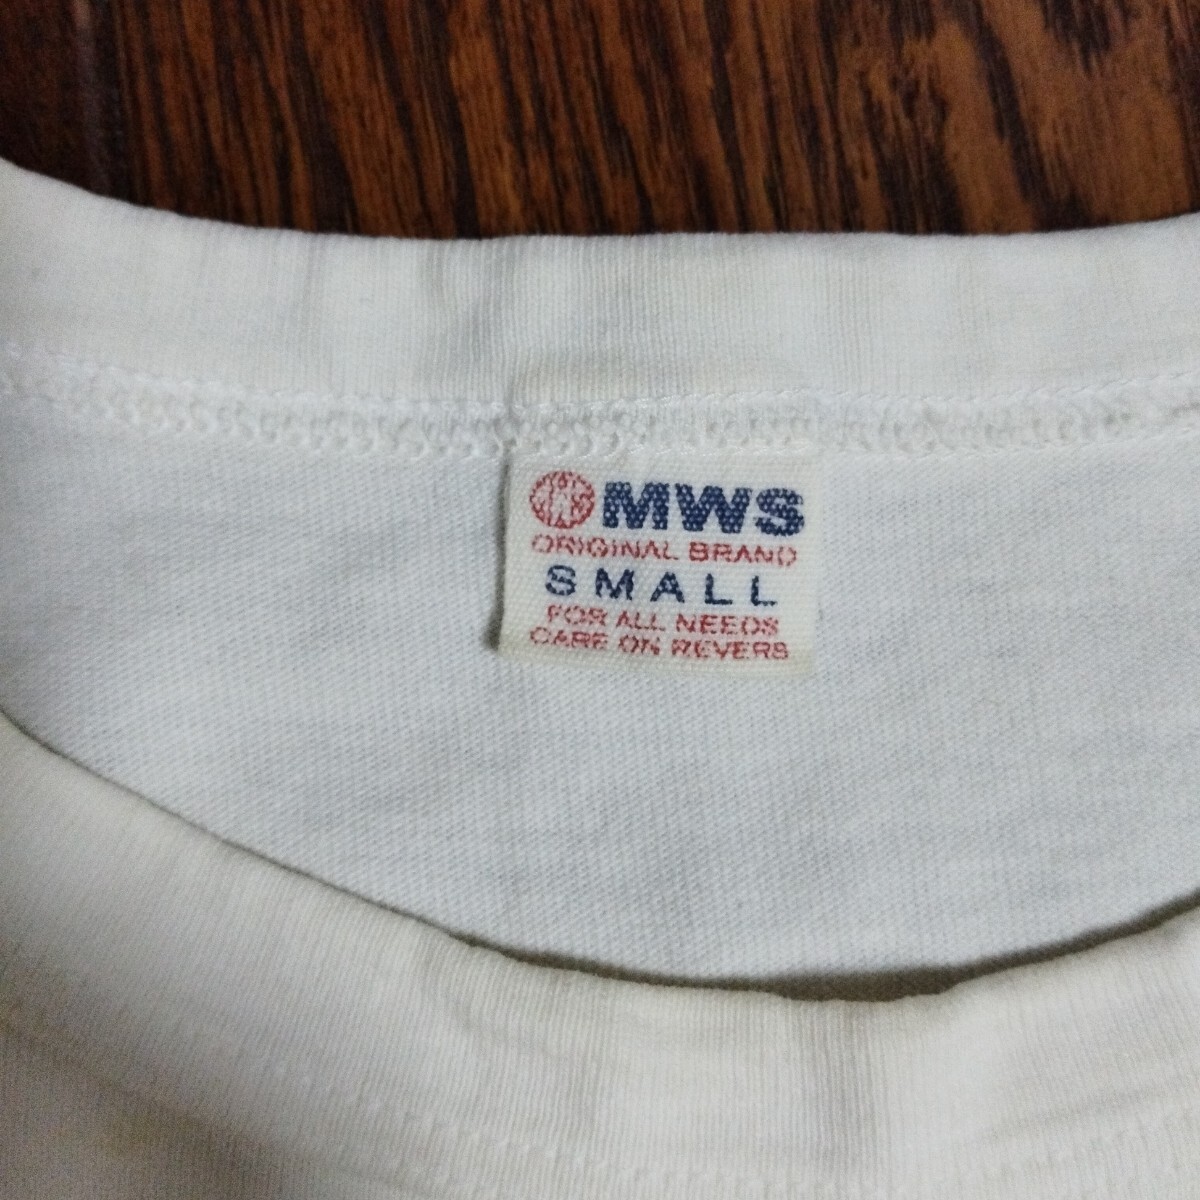 MWS
ORIGINAL BRAND
SMALL
FOR ALL NEEDS
CARE ON REVERS